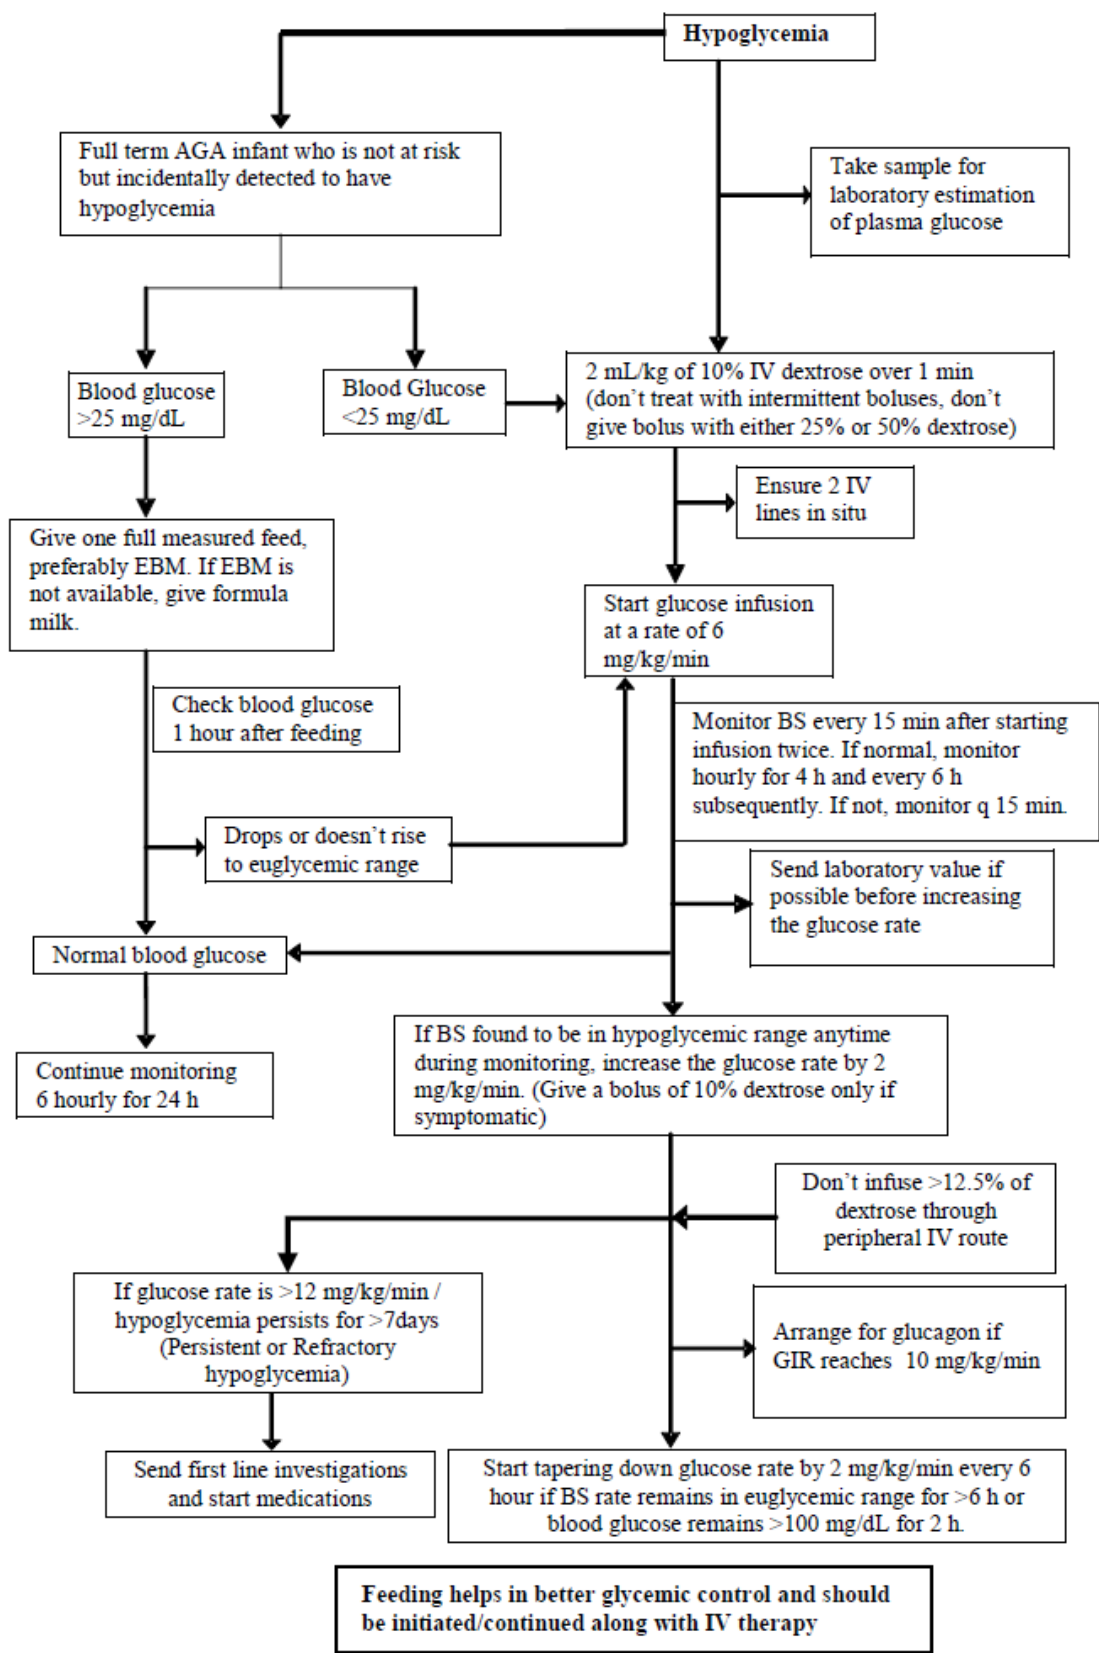 Hypoglycemia
Full term AGA infant who is not at risk
but incidentally detected to have
hypoglycemia
Take sample for
laboratory estimation
of plasma glucose
Blood glucose
>25 mg/dL
Blood Glucose
<25 mg/dL
2 mL/kg of 10% IV dextrose over 1 min
(don’t treat with intermittent boluses, don’t
give bolus with either 25% or 50% dextrose)
Ensure 2 IV
lines in situ
Give one full measured feed,
preferably EBM. If EBM is
not available, give formula
milk.
Start glucose infusion
at a rate of 6
mg/kg/min
Check blood glucose
1 hour after feeding
Monitor BS every 15 min after starting
infusion twice. If normal, monitor
hourly for 4 h and every 6 h
subsequently. If not, monitor q 15 min.
Drops or doesn’t rise
to euglycemic range
Send laboratory value if
possible before increasing
the glucose rate
Normal blood glucose
If BS found to be in hypoglycemic range anytime
during monitoring, increase the glucose rate by 2
mg/kg/min. (Give a bolus of 10% dextrose only if
symptomatic)
Continue monitoring
6 hourly for 24 h
Don’t infuse >12.5% of
dextrose through
peripheral IV route
If glucose rate is >12 mg/kg/min /
hypoglycemia persists for >7days
(Persistent or Refractory
hypoglycemia)
Arrange for glucagon if
GIR reaches 10 mg/kg/min
Send first line investigations
and start medications
Start tapering down glucose rate by 2 mg/kg/min every 6
hour if BS rate remains in euglycemic range for >6 h or
blood glucose remains >100 mg/dL for 2 h.
Feeding helps in better glycemic control and should
be initiated/continued along with IV therapy